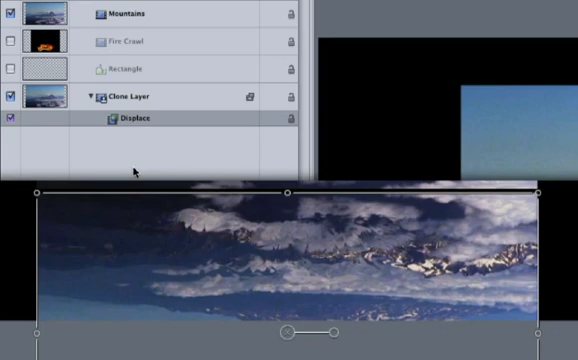 Mountains
Fire Crawl
Rectangle
Clone Layer
Displace